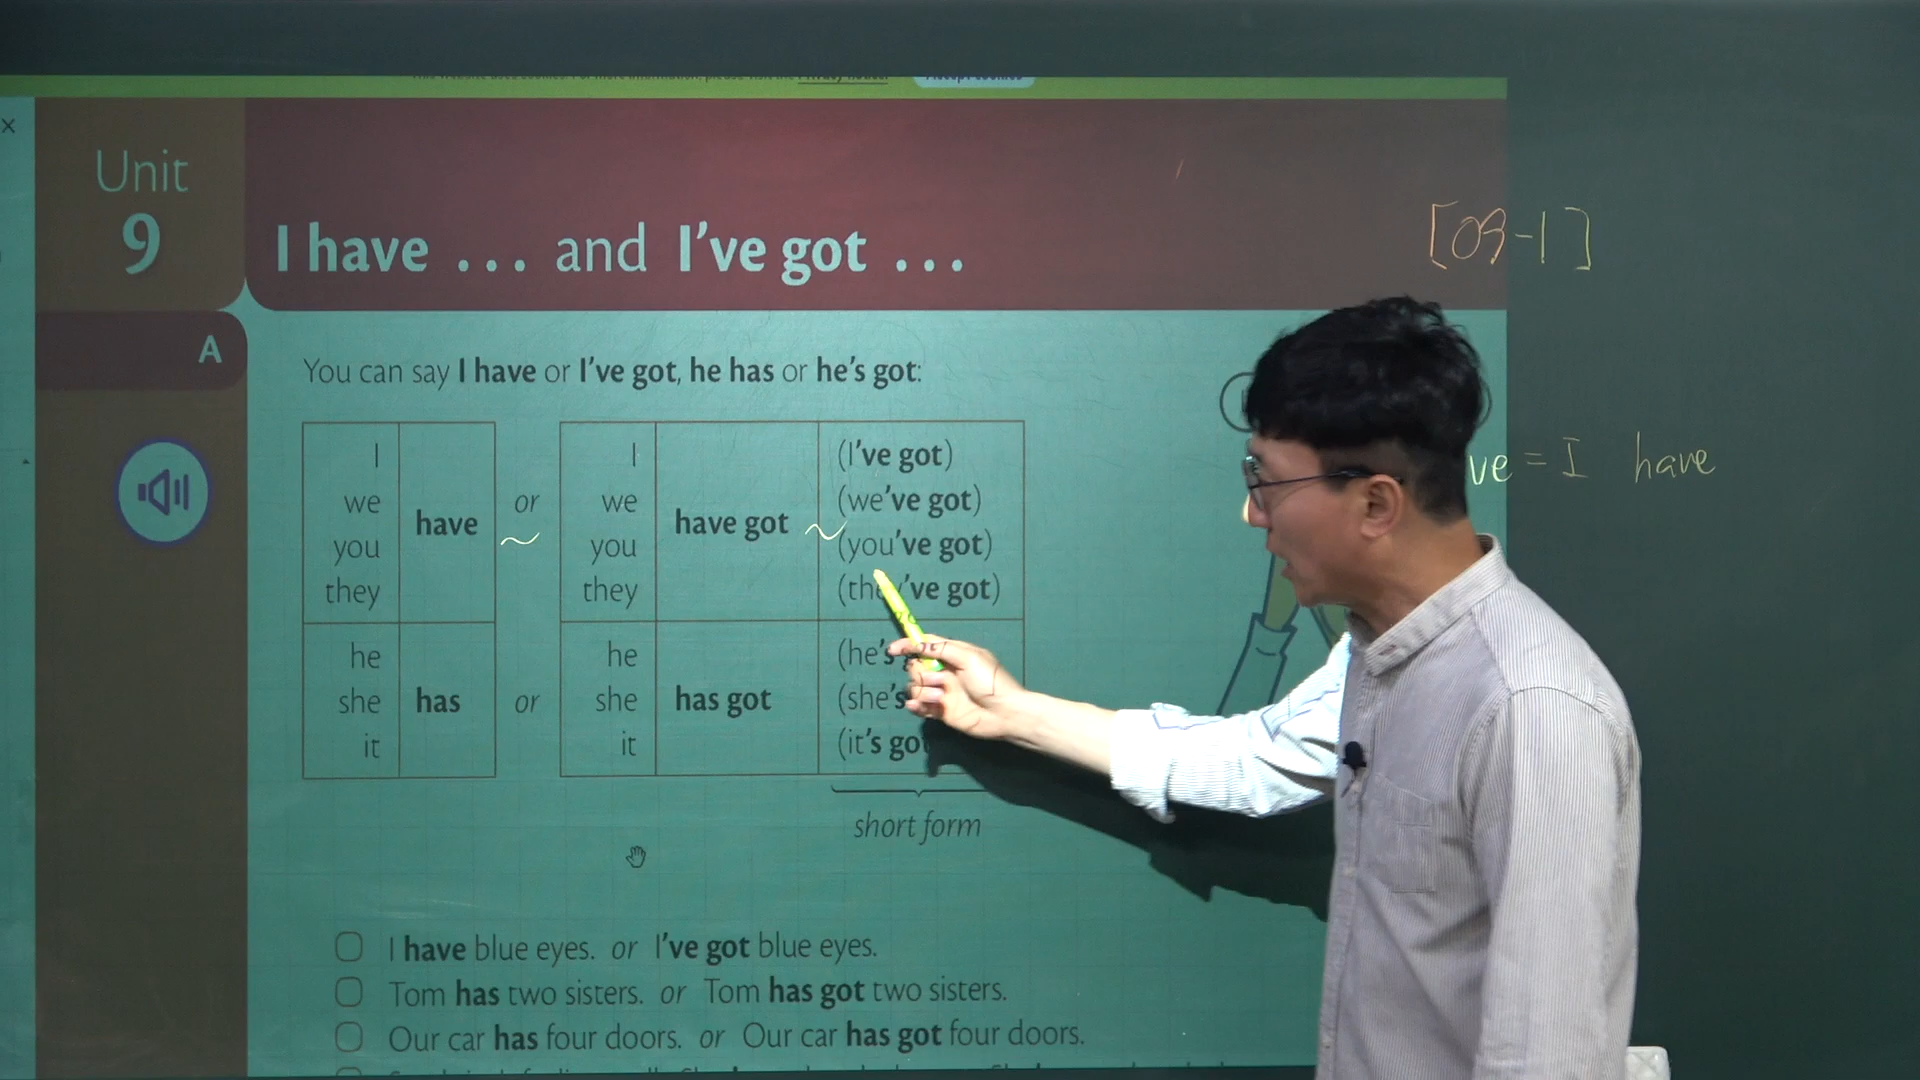 Unit
9
I have ... and I've got ...
[09-1]
A
You can say I have or I've got, he has or he's got:
I
we
you
they
have
or
I
we
you
they
have got
(I've got)
(we've got)
(you've got)
've got)
he
she
it
has
or
he
she
it
has got
(he's
(she's
(it's got
short form
ve = I have
I have blue eyes. or I've got blue eyes.
Tom has two sisters. or Tom has got two sisters.
Our car has four doors. or Our car has got four doors.